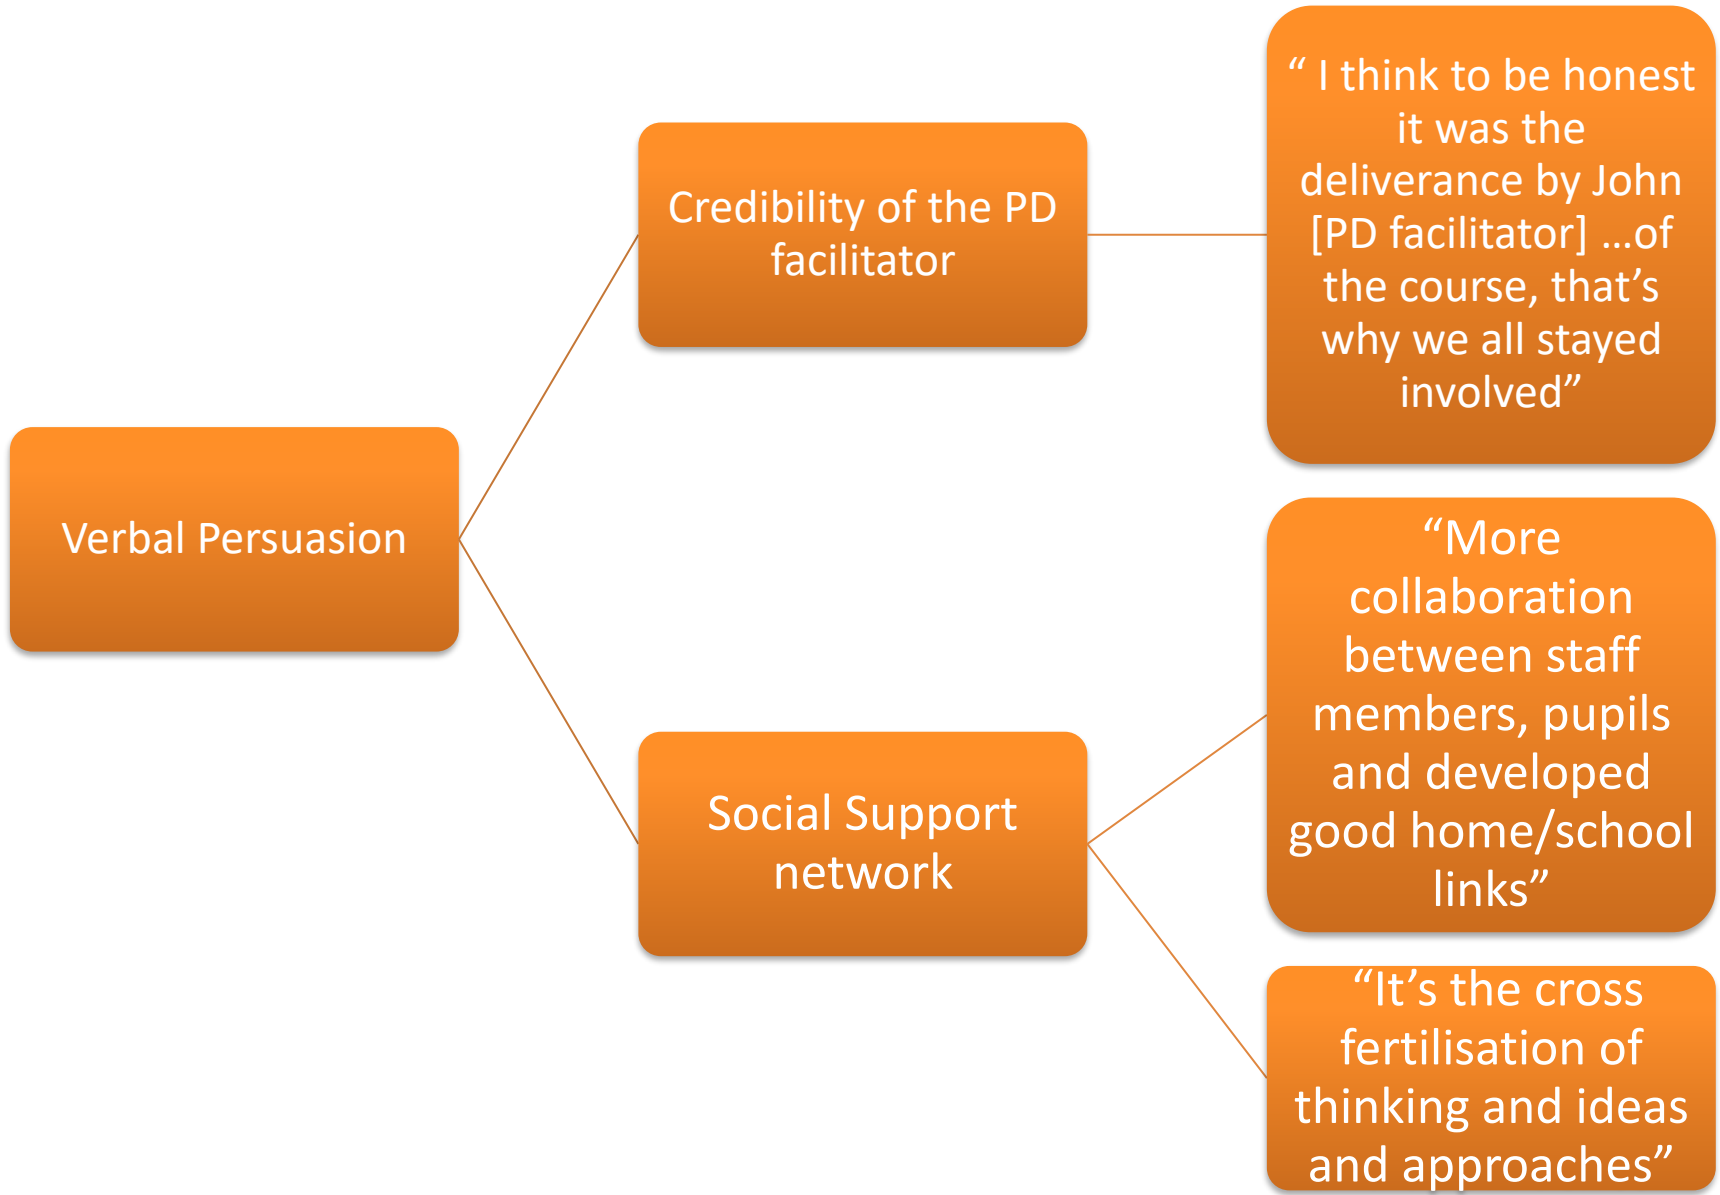 Verbal Persuasion
Credibility of the PD
facilitator
“ I think to be honest
it was the
deliverance by John
[PD facilitator] ...of
the course, that’s
why we all stayed
involved”
Social Support
network
“More
collaboration
between staff
members, pupils
and developed
good home/school
links”
“It’s the cross
fertilisation of
thinking and ideas
and approaches”